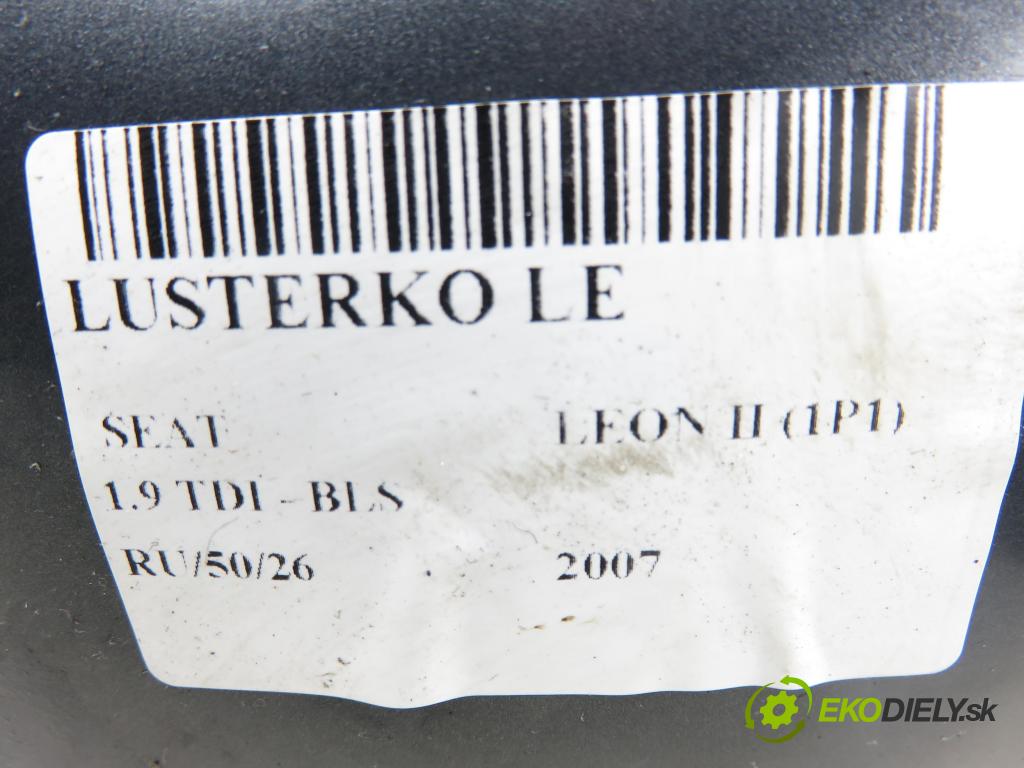 LUSTERKO LE
SEAT LEON II (1P1)
1.9 TDI - BLS
RU/50/26 2007
EKODIELY.sk